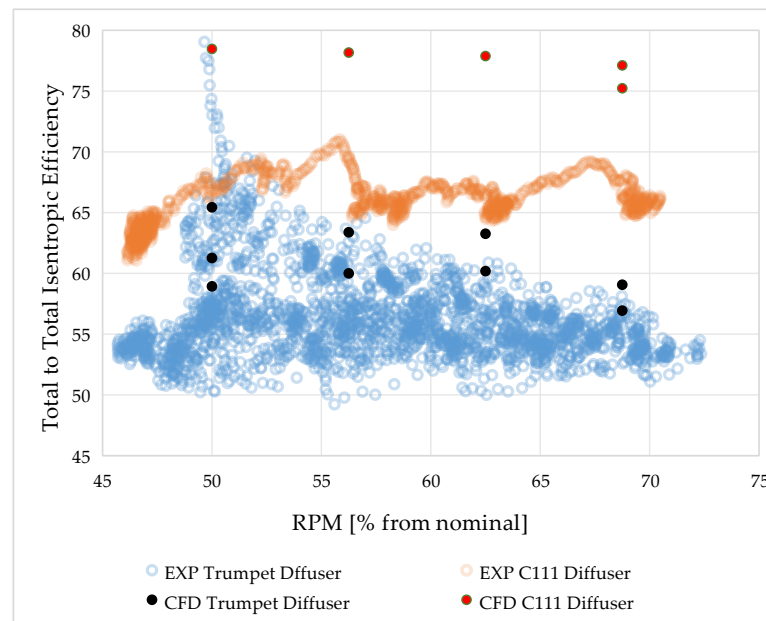 80
75
70
65
60
55
50
45
45 50 55 60 65 70 75
Total to Total Isentropic Efficiency
RPM [% from nominal]
EXP Trumpet Dffuser
EXP C111 Diffuser
CFD Trumpet Diffuser
CFD C111 Diffuser